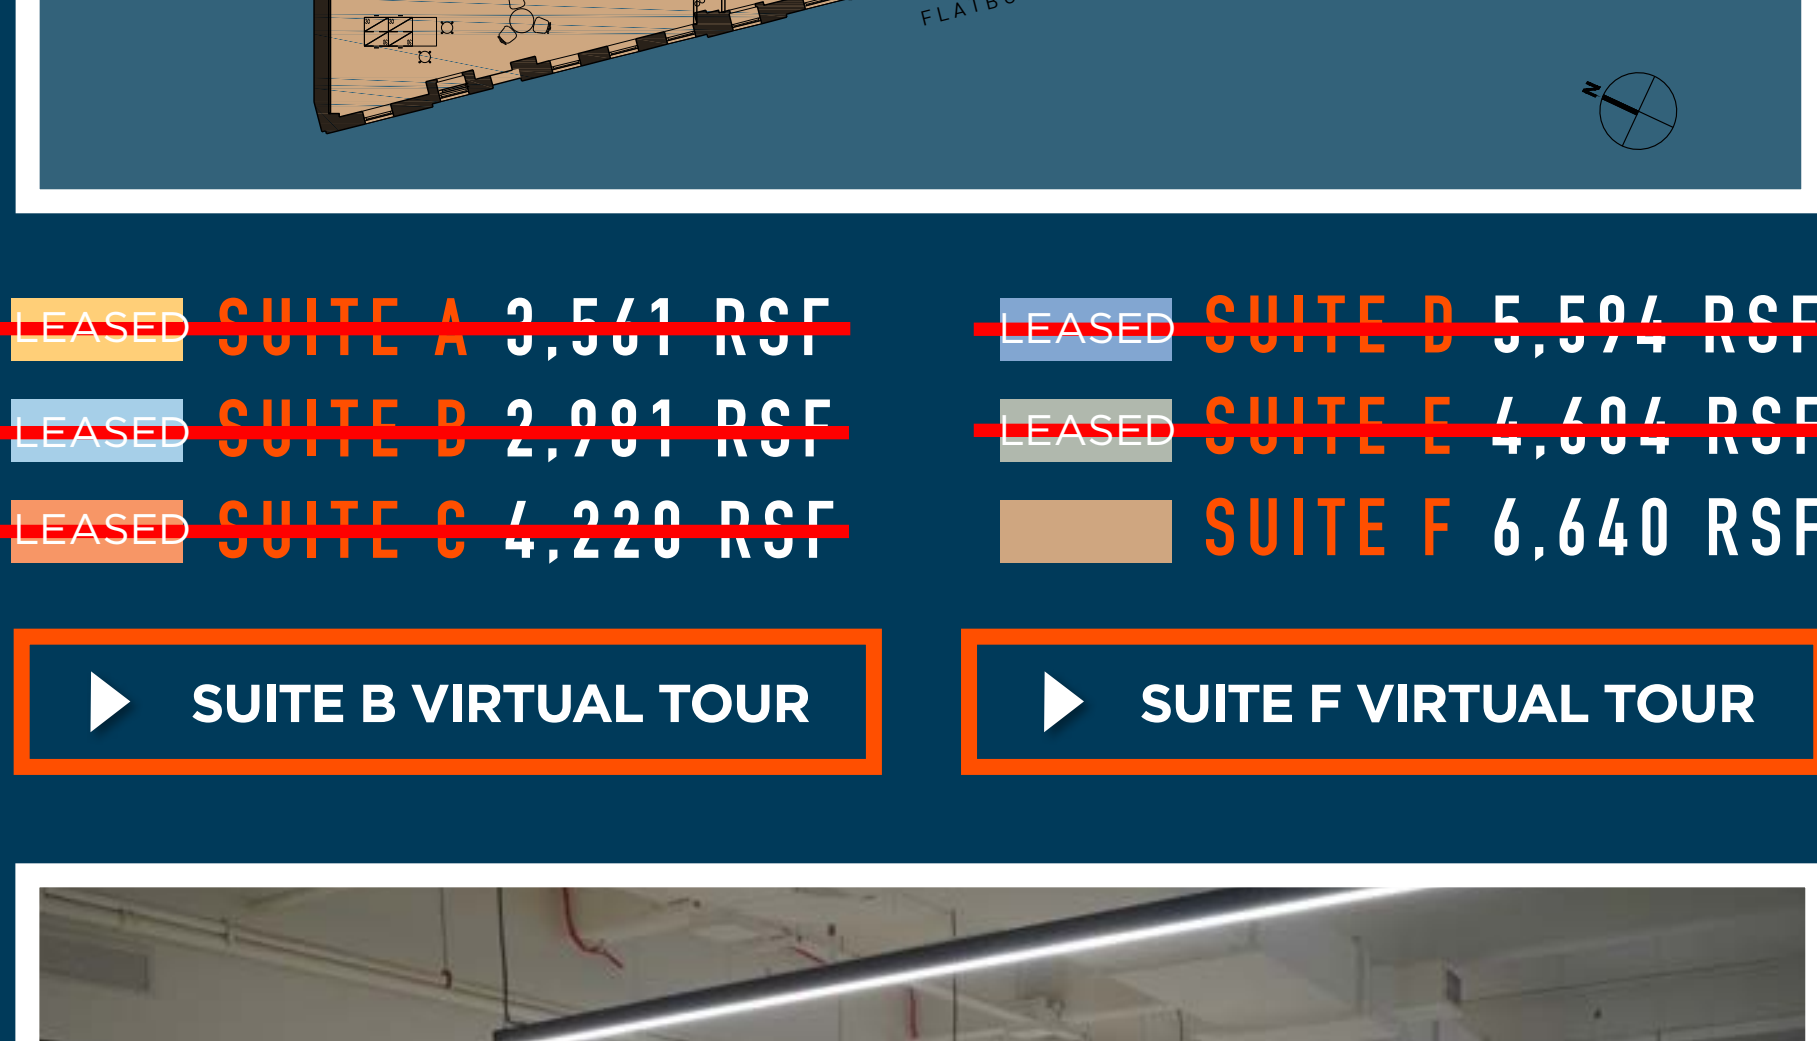 N
LEASED SUITE A 3,561 RSF
LEASED SUITE B 2,981 RSF
LEASED SUITE C 4,220 RSF
LEASED SUITE D 5,594 RSF
LEASED SUITE E 4,604 RSF
SUITE F 6,640 RSF
SUITE B VIRTUAL TOUR
SUITE F VIRTUAL TOUR